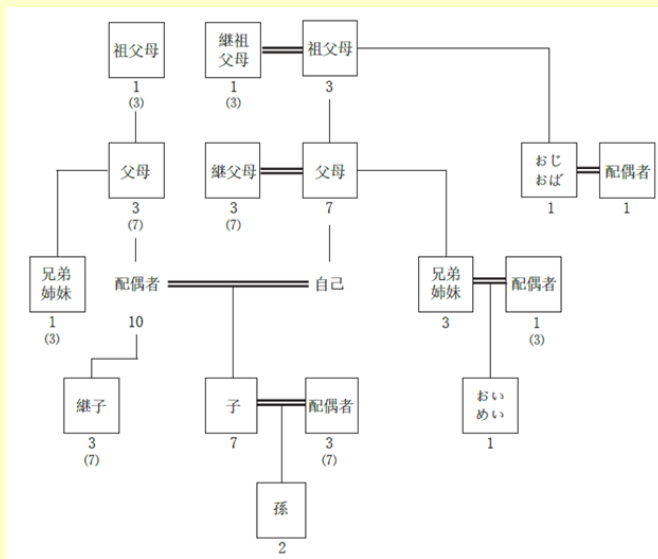 祖父母
継祖
父母
祖父母
1
(3)
1
(3)
3
父母
継父母
父母
おじ
おば
配偶者
3
(7)
3
(7)
7
1
1
兄弟
姉妹
配偶者
自己
兄弟
姉妹
配偶者
1
(3)
10
3
1
(3)
継子
子
配偶者
おい
めい
3
(7)
7
3
(7)
1
孫
2